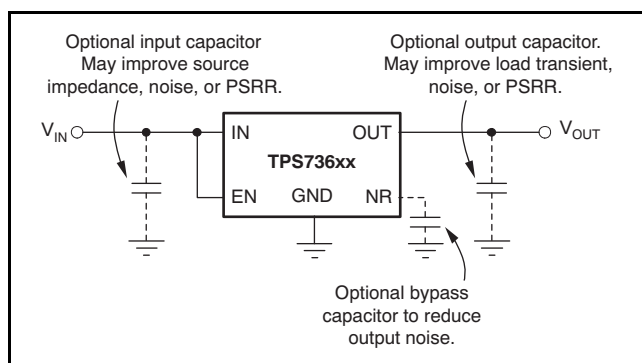 Optional input capacitor
May improve source
impedance, noise, or PSRR.
Optional output capacitor.
May improve load transient,
noise, or PSRR.
VIN
IN
OUT
VOUT
TPS736xx
EN
GND
NR
Optional bypass
capacitor to reduce
output noise.